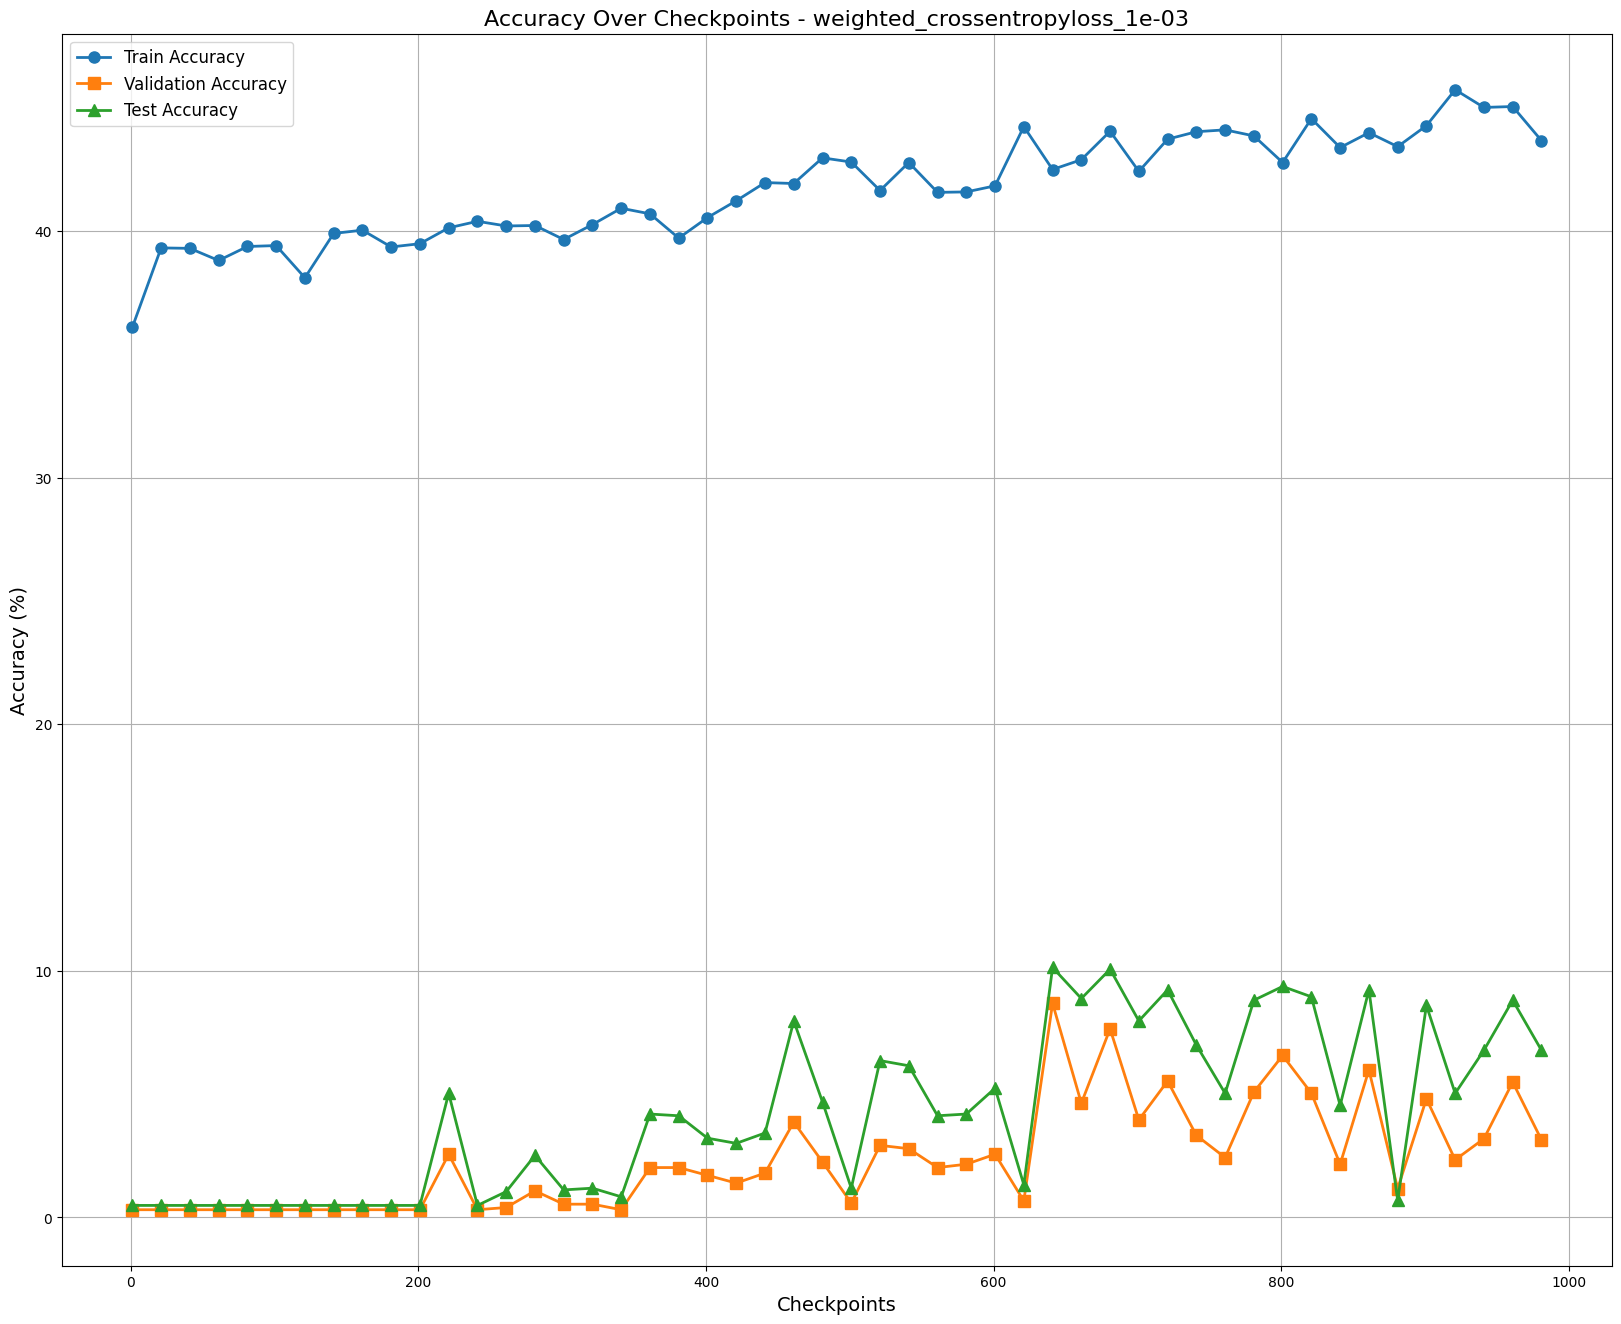 Accuracy Over Checkpoints - weighted_crossentropyloss_1e-03
Train Accuracy
Validation Accuracy
Test Accuracy
Accuracy (%)
40
30
20
10
0
0 200 400 600 800 1000
Checkpoints